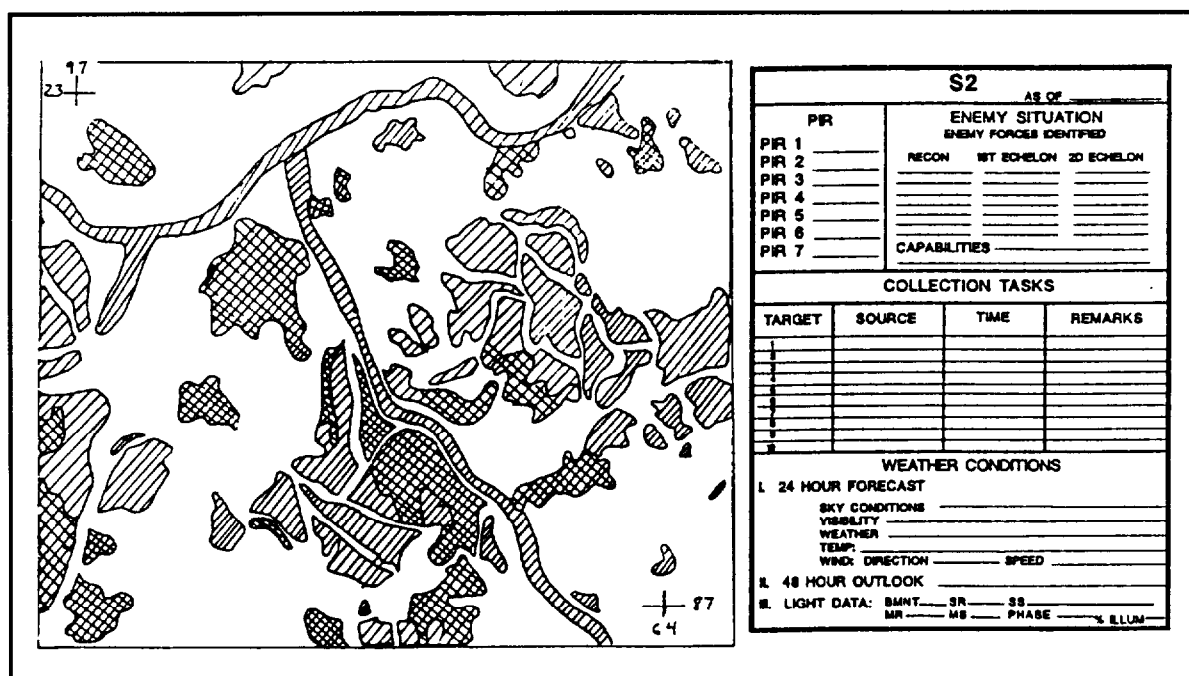 97
23
87
64
S2
AS OF
PIR
PIR 1
PIR 2
PIR 3
PIR 4
PIR 5
PIR 6
PIR 7
ENEMY SITUATION
ENEMY FORCES IDENTIFIED
RECON 1ST ECHELON 2D ECHELON
CAPABILITIES
COLLECTION TASKS
TARGET SOURCE TIME REMARKS
1
WEATHER CONDITIONS
I. 24 HOUR FORECAST
SKY CONDITIONS
VISIBILITY
WEATHER
TEMP:
WIND: DIRECTION SPEED
II. 48 HOUR OUTLOOK
III. LIGHT DATA: BMNT SR SS
MR MS PHASE % ILLUM